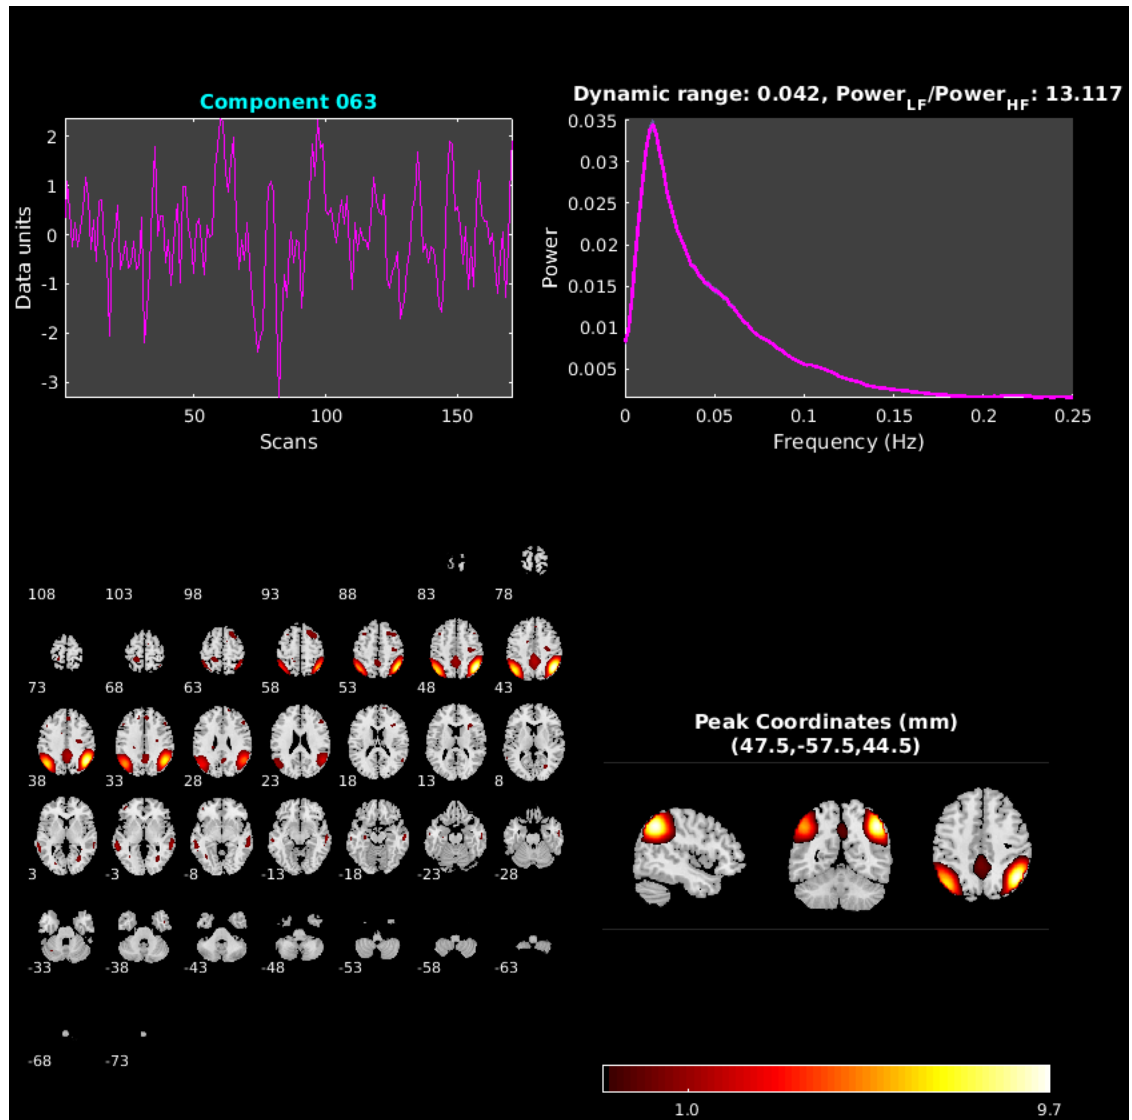 Component 063
2
1
0
-1
-2
-3
Data units
50 100 150
Scans
Dynamic range: 0.042, Power_LF/Power_HF: 13.117
0.035
0.03
0.025
0.02
0.015
0.01
0.005
Power
0 0.05 0.1 0.15 0.2 0.25
Frequency (Hz)
108 103 98 93 88 83 78
73 68 63 58 53 48 43
38 33 28 23 18 13 8
3 -3 -8 -13 -18 -23 -28
-33 -38 -43 -48 -53 -58 -63
-68 -73
Peak Coordinates (mm)
(47.5,-57.5,44.5)
1.0 9.7